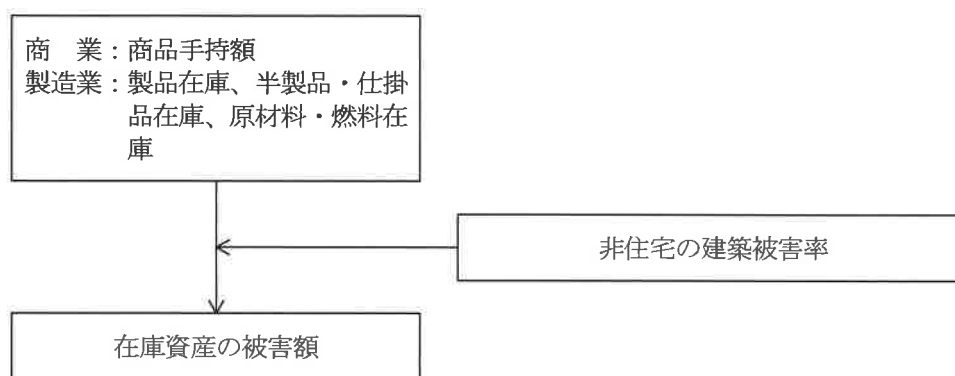 商　業：商品手持額
製造業：製品在庫、半製品・仕掛
品在庫、原材料・燃料在
庫
非住宅の建築被害率
在庫資産の被害額